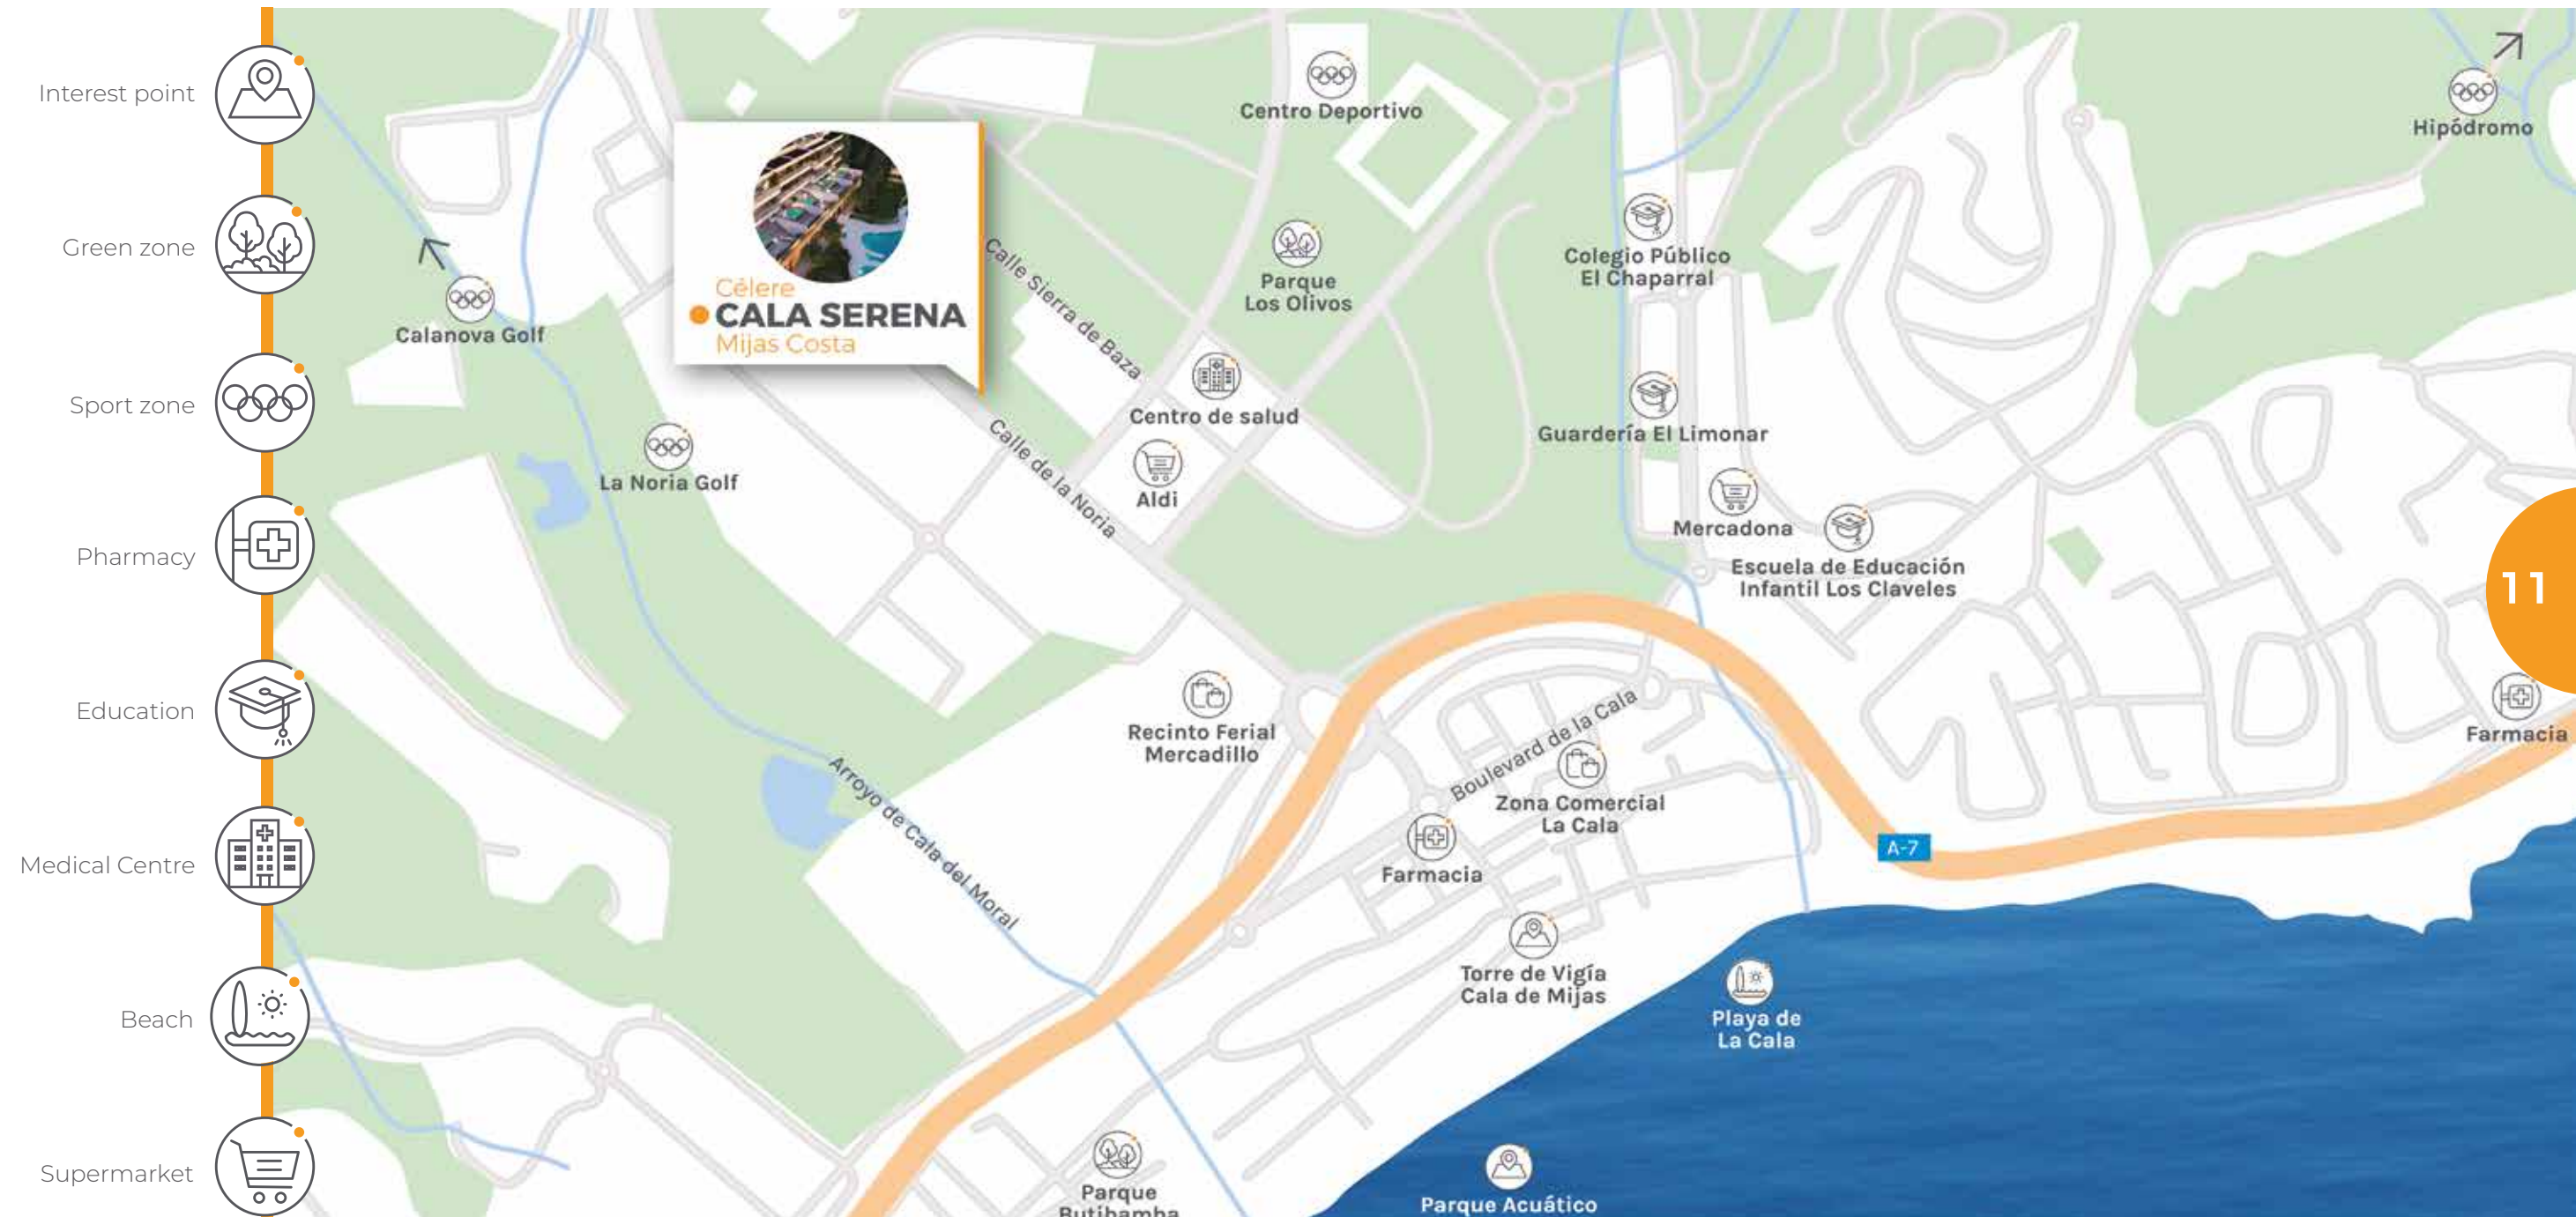 Interest point
Green zone
Sport zone
Pharmacy
Education
Medical Centre
Beach
Supermarket
Centro Deportivo
Hipódromo
Célere
CALA SERENA
Mijas Costa
Calanova Golf
Calle Sierra de Baza
Parque
Los Olivos
Colegio Público
El Chaparral
Centro de salud
Guardería El Limonar
La Noria Golf
Calle de la Noria
Aldi
Mercadona
Escuela de Educación
Infantil Los Claveles
11
Recinto Ferial
Mercadillo
Boulevard de la Cala
Farmacia
Arroyo de Cala del Moral
Zona Comercial
La Cala
A-7
Farmacia
Torre de Vigía
Cala de Mijas
Playa de
La Cala
Parque
Butibamba
Parque Acuático